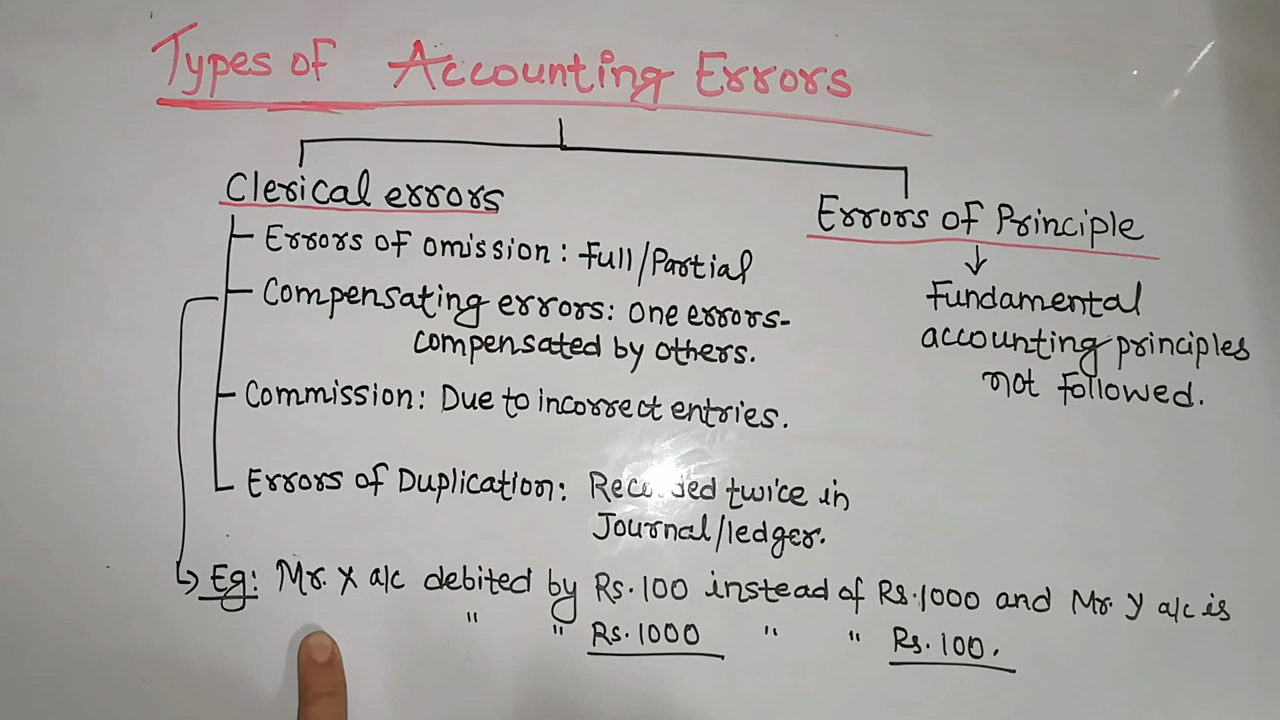 Types of Accounting Errors
Clerical errors
Errors of omission: Full/Partial
Compensating errors: One errors-
compensated by others.
Commission: Due to incorrect entries.
Errors of Duplication: Recorded twice in
Journal/ledger.
Errors of Principle
Fundamental
accounting principles
not followed.
Eg: Mr. X a/c debited by Rs.100 instead of Rs.1000 and Mr. Y a/c is
" " Rs.1000 " " Rs.100.